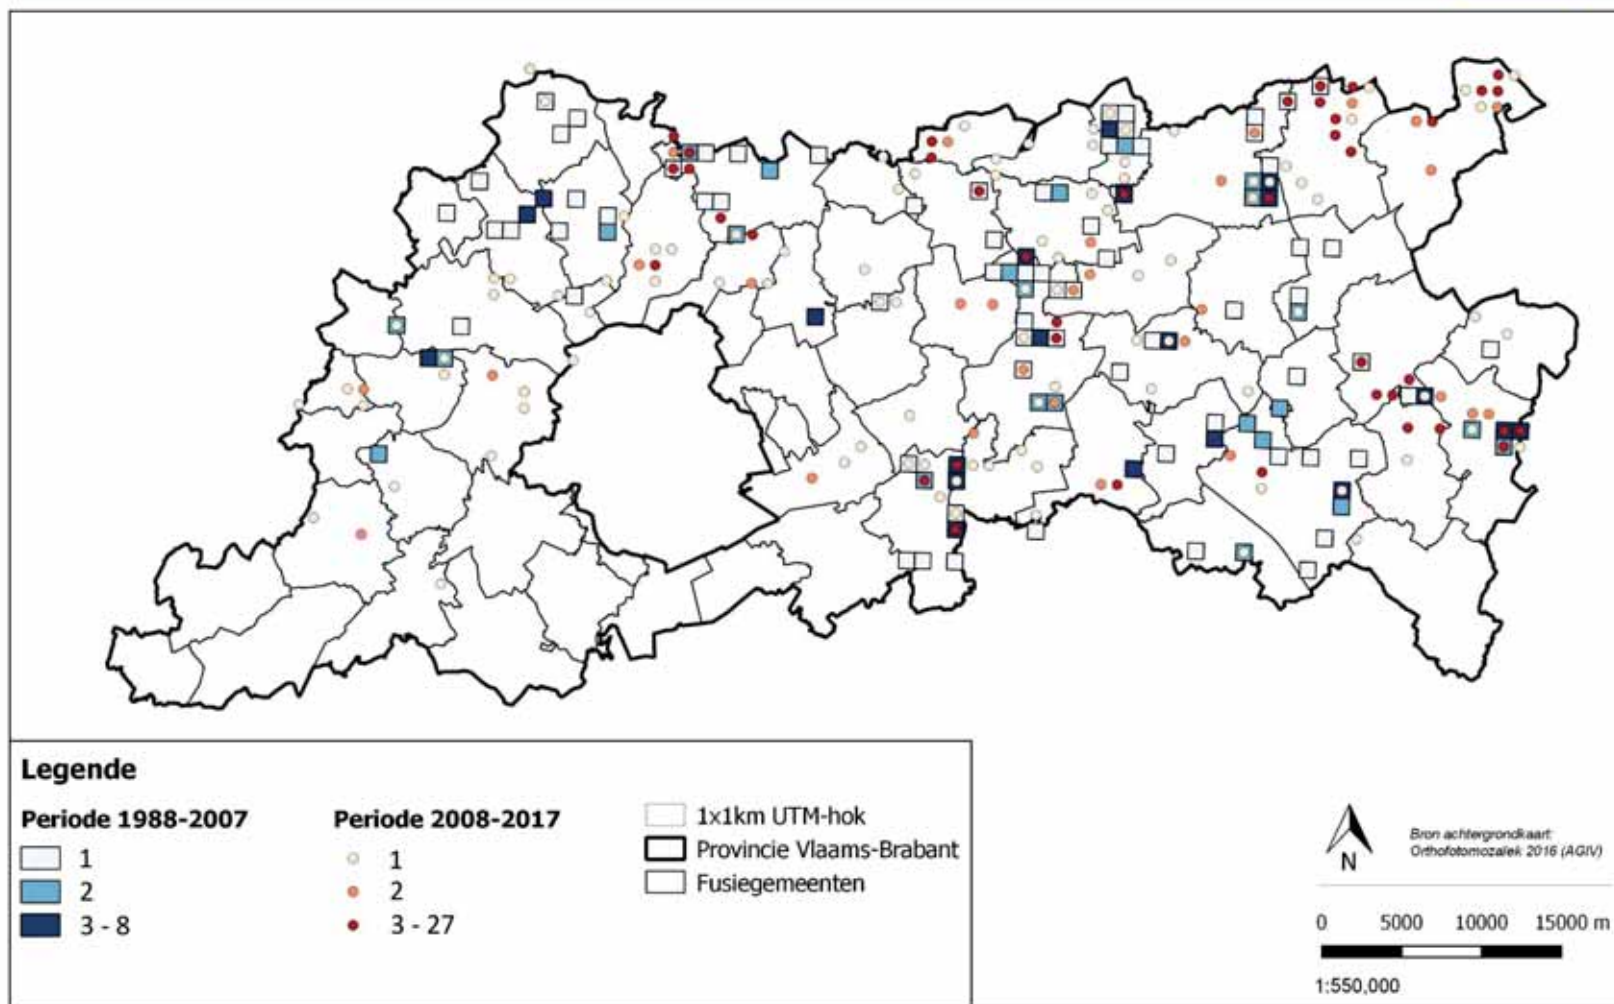 Legende
Periode 1988-2007
1
2
3 - 8
Periode 2008-2017
1
2
3 - 27
1x1km UTM-hok
Provincie Vlaams-Brabant
Fusiegemeenten
N
Bron achtergrondkaart:
Orthofotomozaïek 2016 (AGIV)
0 5000 10000 15000 m
1:550,000